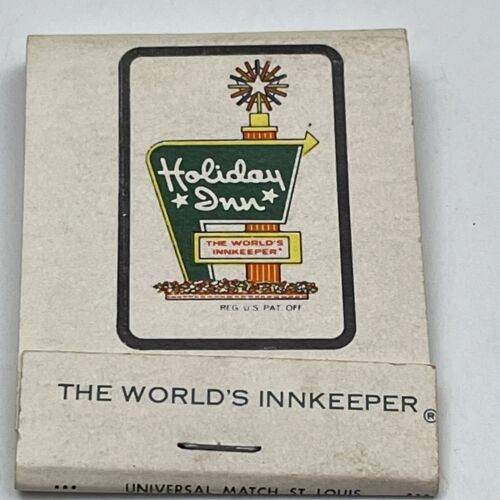 Holiday
Inn
THE WORLD'S
INNKEEPER®
REG. U.S. PAT. OFF
THE WORLD'S INNKEEPER®
UNIVERSAL MATCH ST. LOUIS